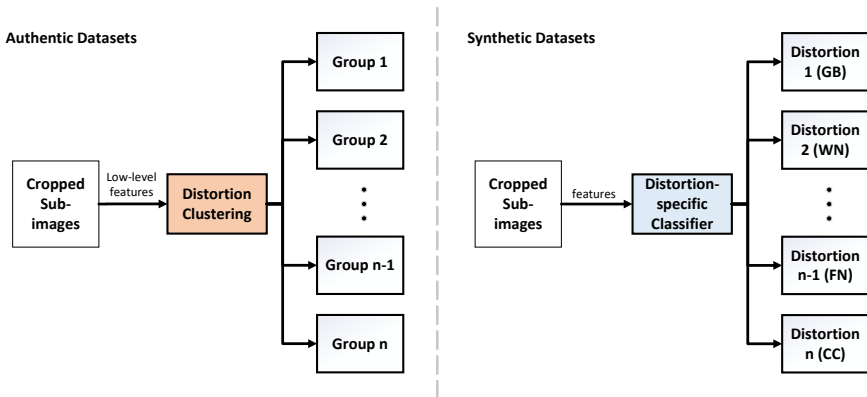 Authentic Datasets
Cropped
Sub-
images
Low-level
features
Distortion
Clustering
Group 1
Group 2
Group n-1
Group n
Synthetic Datasets
Cropped
Sub-
images
features
Distortion-
specific
Classifier
Distortion
1 (GB)
Distortion
2 (WN)
Distortion
n-1 (FN)
Distortion
n (CC)